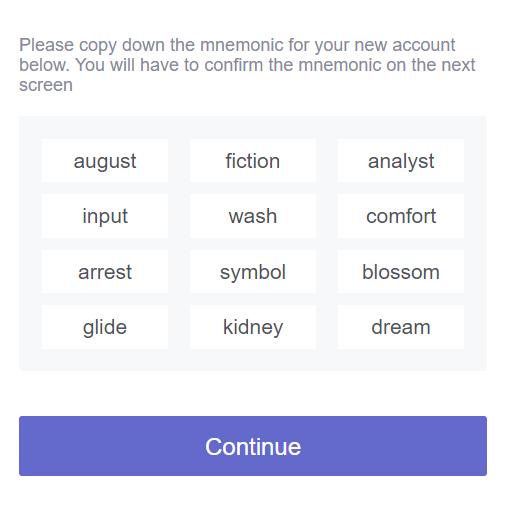 Please copy down the mnemonic for your new account
below. You will have to confirm the mnemonic on the next
screen
august fiction analyst
input wash comfort
arrest symbol blossom
glide kidney dream
Continue